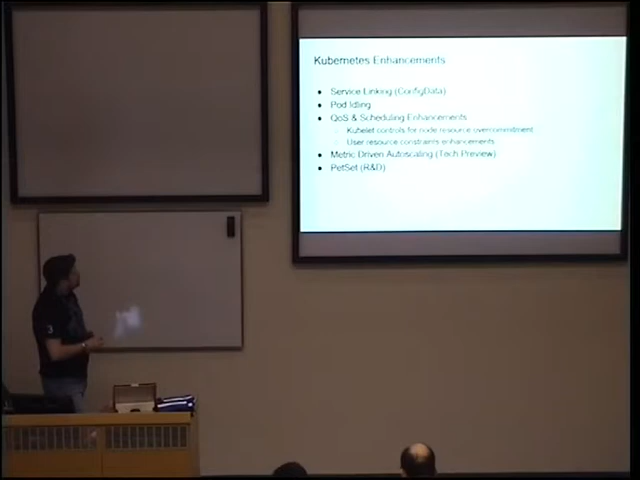 Kubernetes Enhancements
● Service Linking (ConfigData)
● Pod Idling
● QoS & Scheduling Enhancements
○ Kubelet controls for node resource overcommitment
○ User resource constraints enhancements
● Metric Driven Autoscaling (Tech Preview)
● PetSet (R&D)